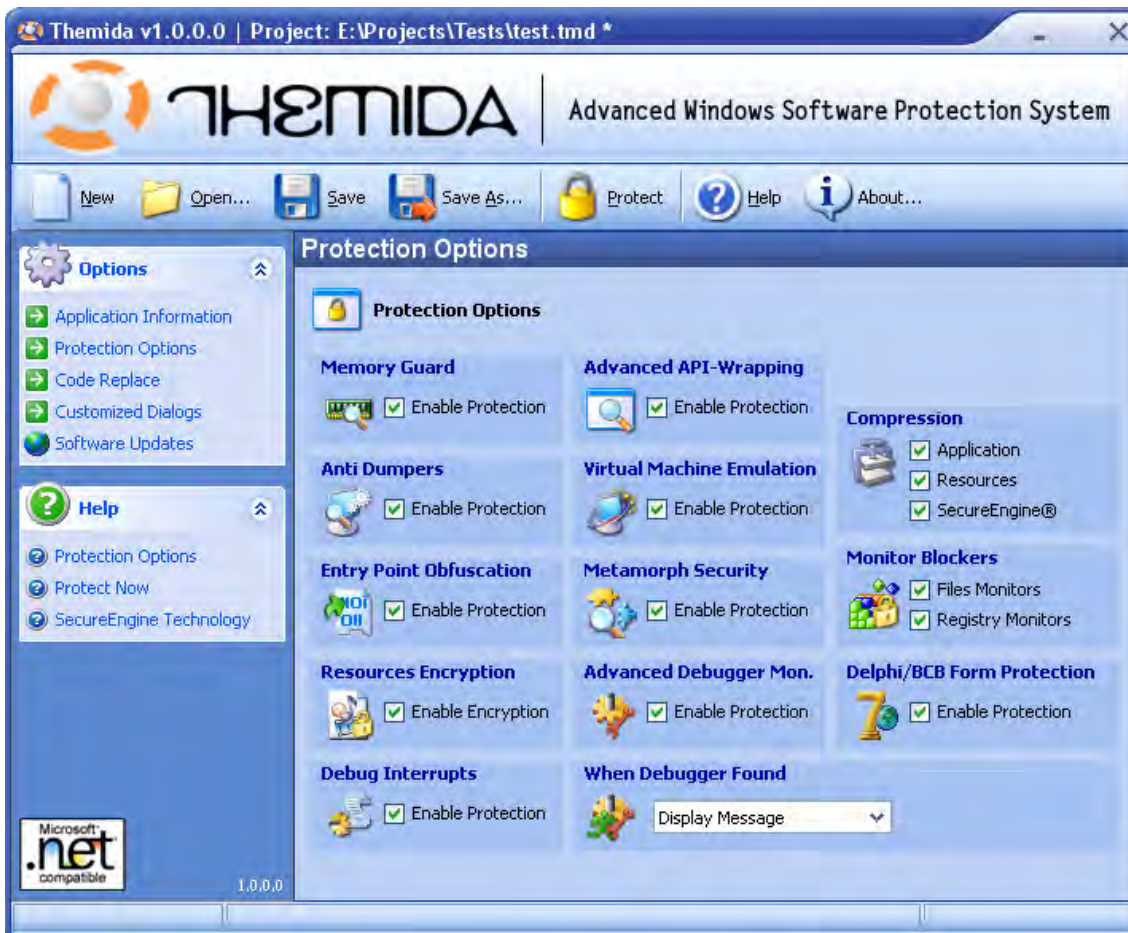 Themida v1.0.0.0 | Project: E:\Projects\Tests\test.tmd *
THEMIDA
Advanced Windows Software Protection System
New Open... Save Save As... Protect Help About...
Options
Application Information
Protection Options
Code Replace
Customized Dialogs
Software Updates
Help
Protection Options
Protect Now
SecureEngine Technology
Microsoft
.net
compatible
1.0.0.0
Protection Options
Protection Options
Memory Guard
Enable Protection
Advanced API-Wrapping
Enable Protection
Compression
Application
Resources
SecureEngine®
Anti Dumpers
Enable Protection
Virtual Machine Emulation
Enable Protection
Entry Point Obfuscation
Enable Protection
Metamorph Security
Enable Protection
Monitor Blockers
Files Monitors
Registry Monitors
Resources Encryption
Enable Encryption
Advanced Debugger Mon.
Enable Protection
Delphi/BCB Form Protection
Enable Protection
Debug Interrupts
Enable Protection
When Debugger Found
Display Message